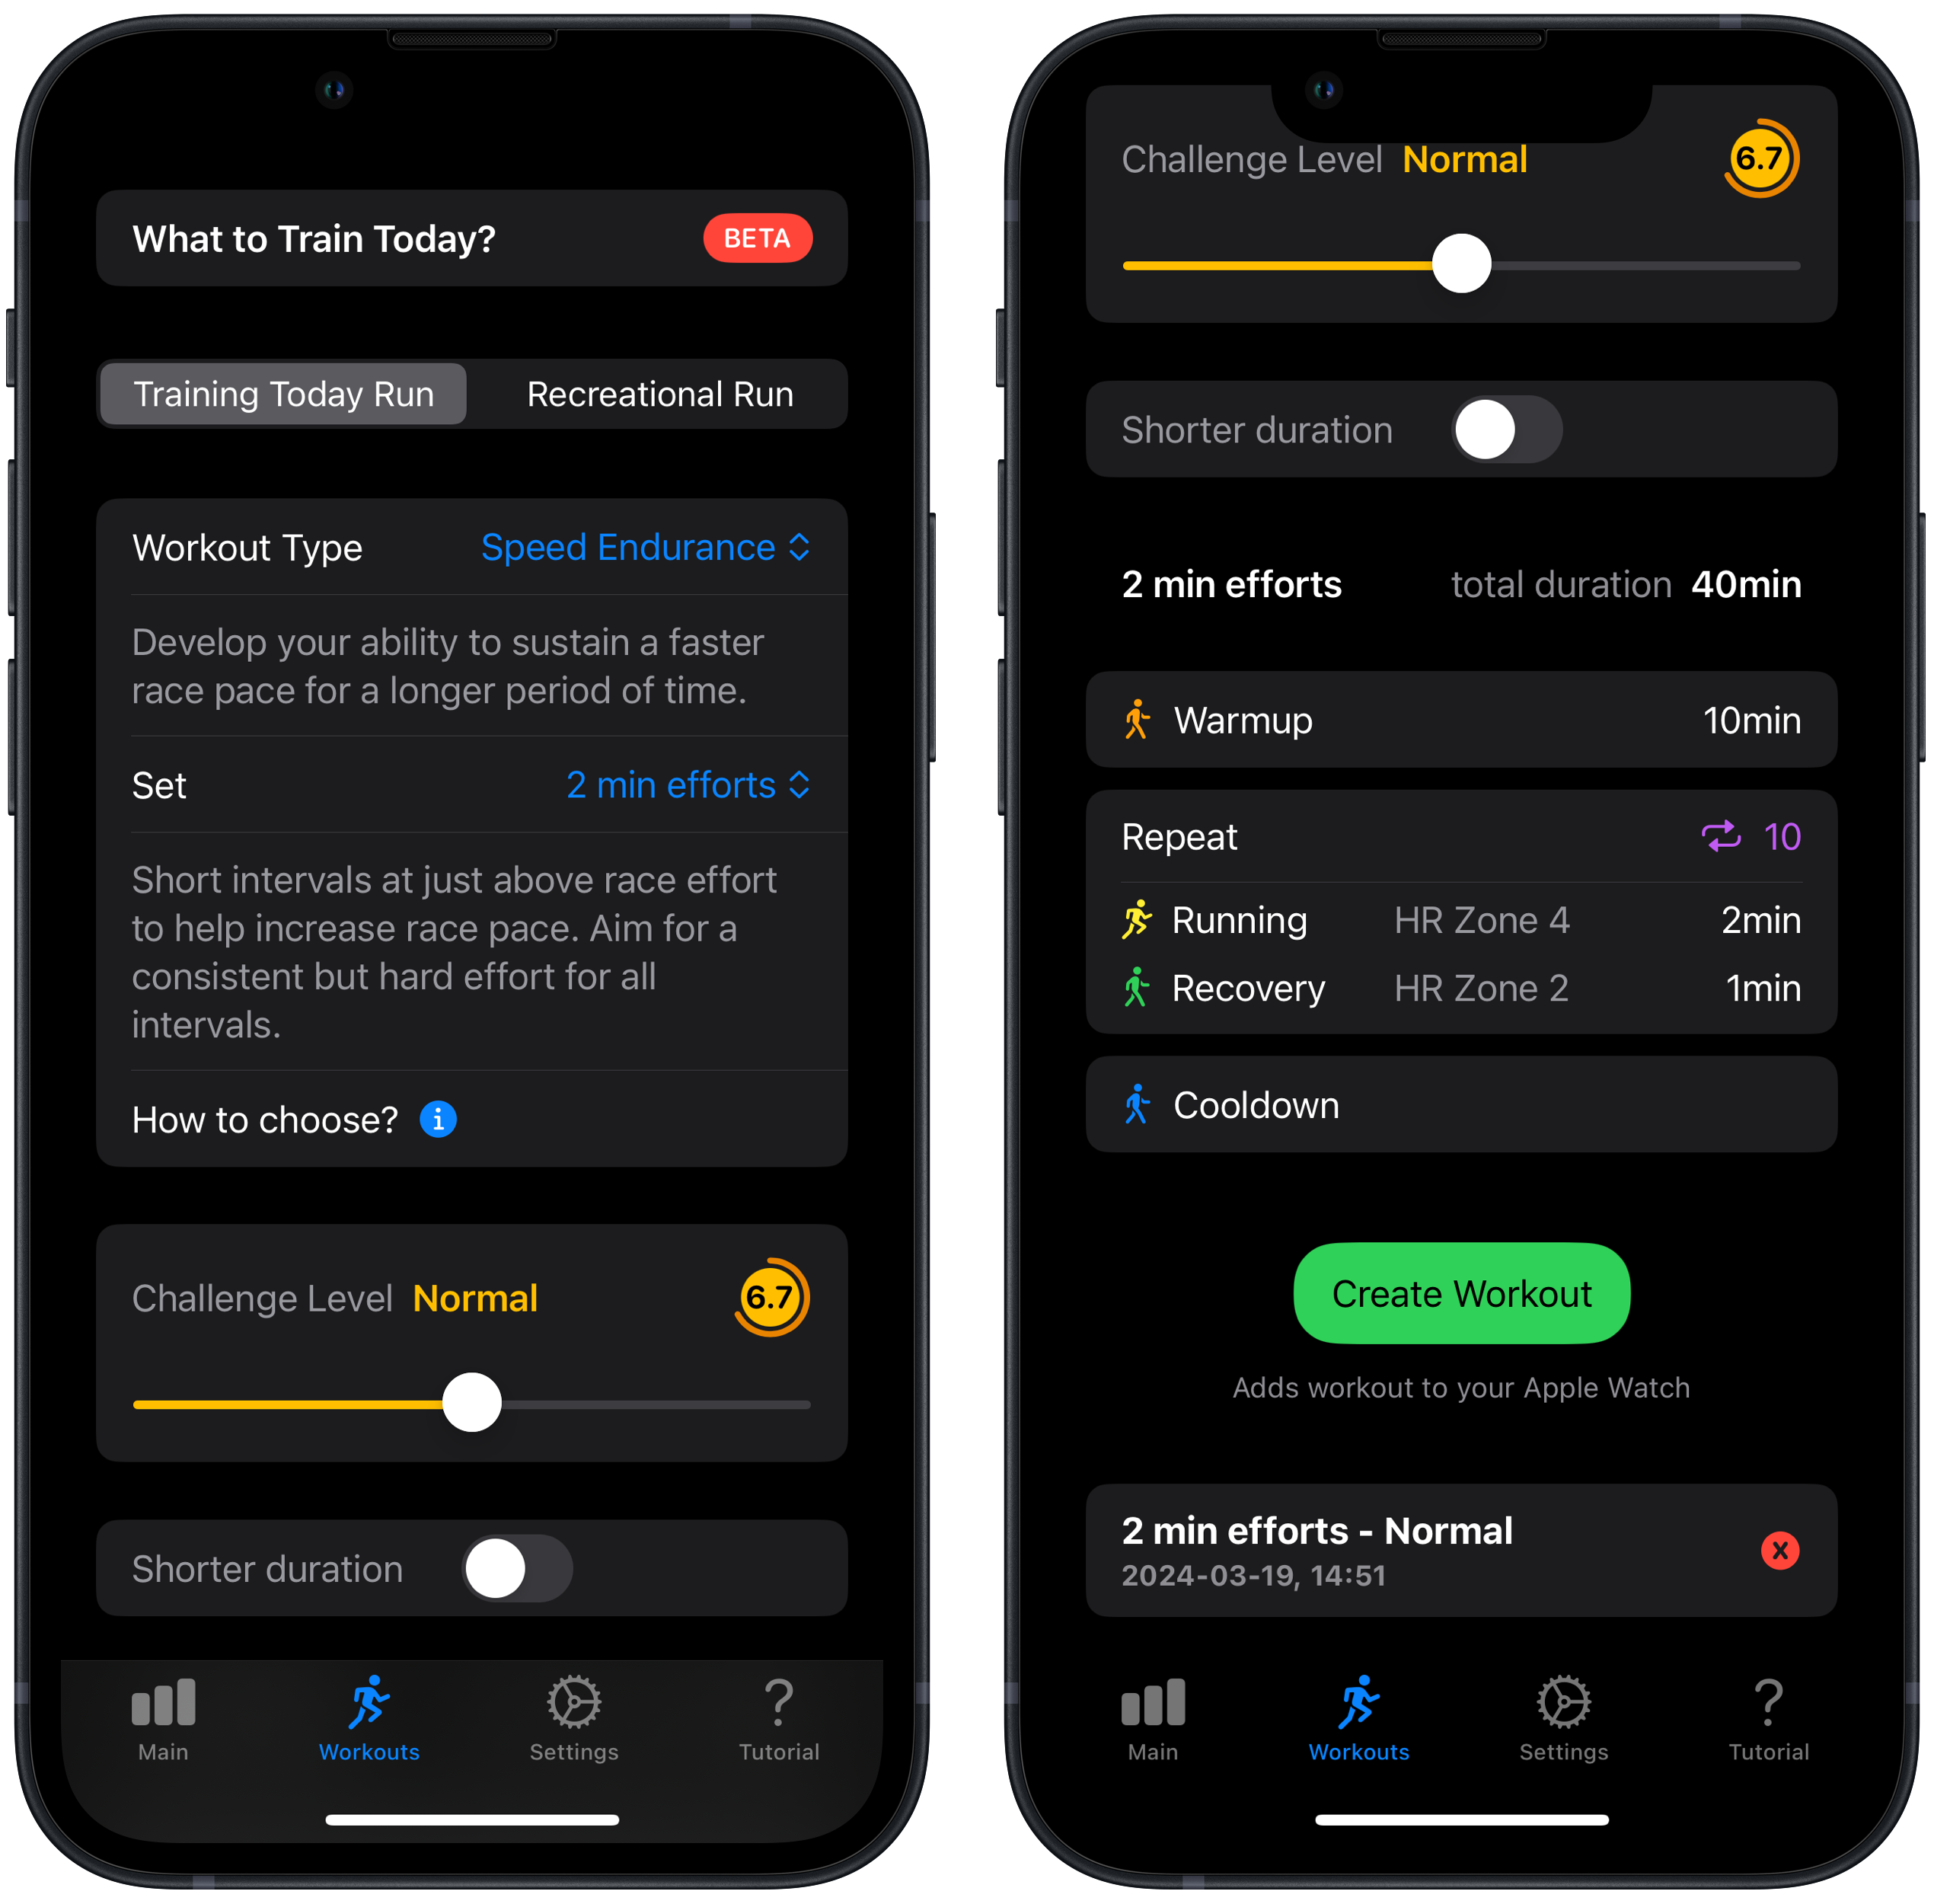 What to Train Today?
BETA
Training Today Run
Recreational Run
Workout Type
Speed Endurance
Develop your ability to sustain a faster
race pace for a longer period of time.
Set
2 min efforts
Short intervals at just above race effort
to help increase race pace. Aim for a
consistent but hard effort for all
intervals.
How to choose?
Challenge Level Normal
6.7
Shorter duration
Main
Workouts
Settings
Tutorial
Challenge Level Normal
6.7
Shorter duration
2 min efforts
total duration 40min
Warmup
10min
Repeat
10
Running
HR Zone 4
2min
Recovery
HR Zone 2
1min
Cooldown
Create Workout
Adds workout to your Apple Watch
2 min efforts - Normal
2024-03-19, 14:51
Main
Workouts
Settings
Tutorial